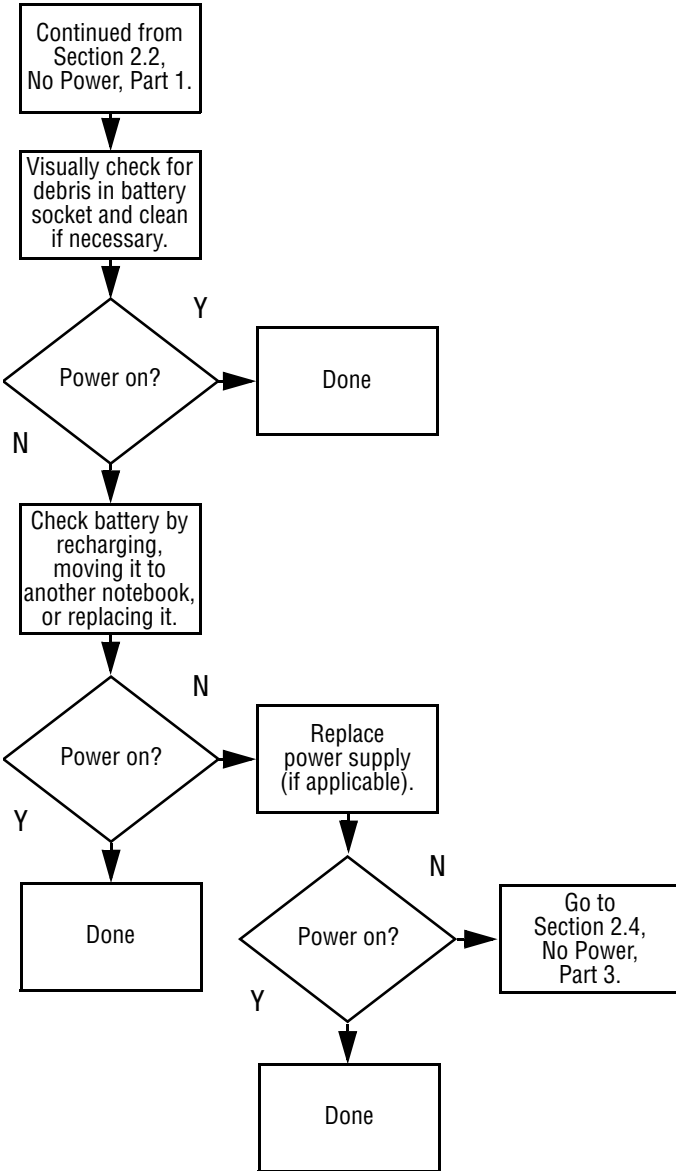 Continued from
Section 2.2,
No Power, Part 1.
Visually check for
debris in battery
socket and clean
if necessary.
Y
Power on?
Done
N
Check battery by
recharging,
moving it to
another notebook,
or replacing it.
N
Power on?
Replace
power supply
(if applicable).
Y
Done
N
Power on?
Go to
Section 2.4,
No Power,
Part 3.
Y
Done